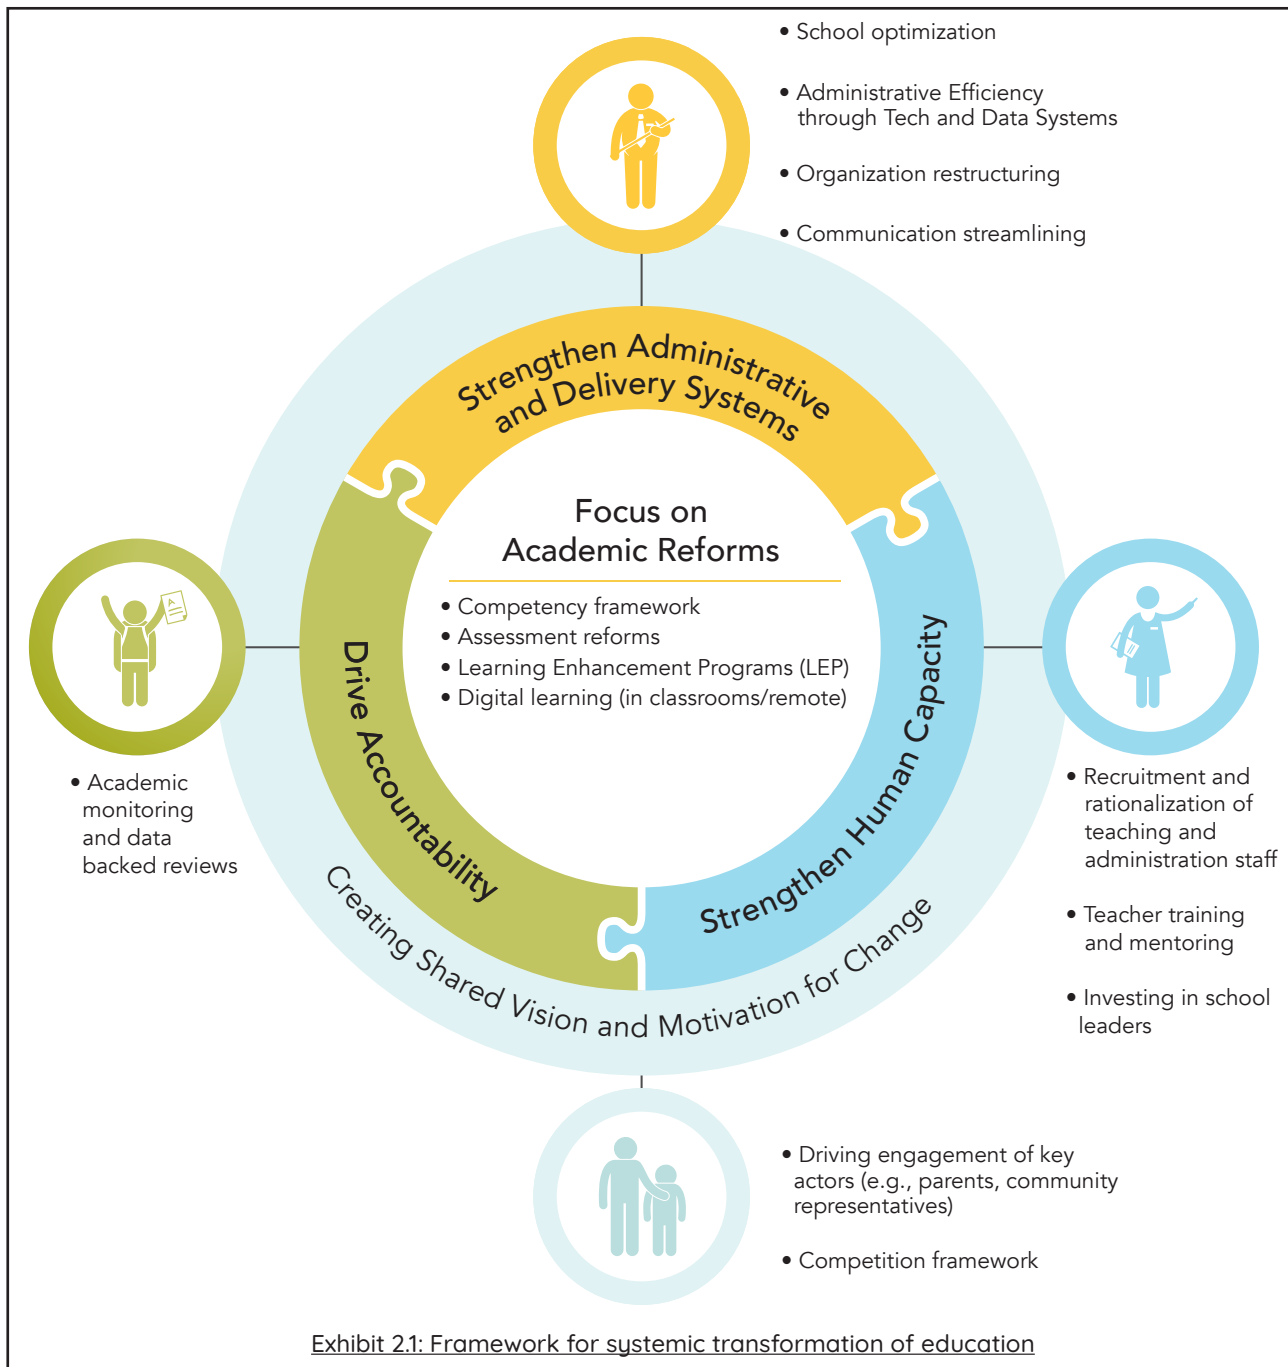 • School optimization
• Administrative Efficiency
through Tech and Data Systems
• Organization restructuring
• Communication streamlining
Strengthen Administrative
and Delivery Systems
Focus on
Academic Reforms
• Competency framework
• Assessment reforms
• Learning Enhancement Programs (LEP)
• Digital learning (in classrooms/remote)
Drive Accountability
Strengthen Human Capacity
• Academic
monitoring
and data
backed reviews
• Recruitment and
rationalization of
teaching and
administration staff
• Teacher training
and mentoring
• Investing in school
leaders
Creating Shared Vision and Motivation for Change
• Driving engagement of key
actors (e.g., parents, community
representatives)
• Competition framework
Exhibit 2.1: Framework for systemic transformation of education